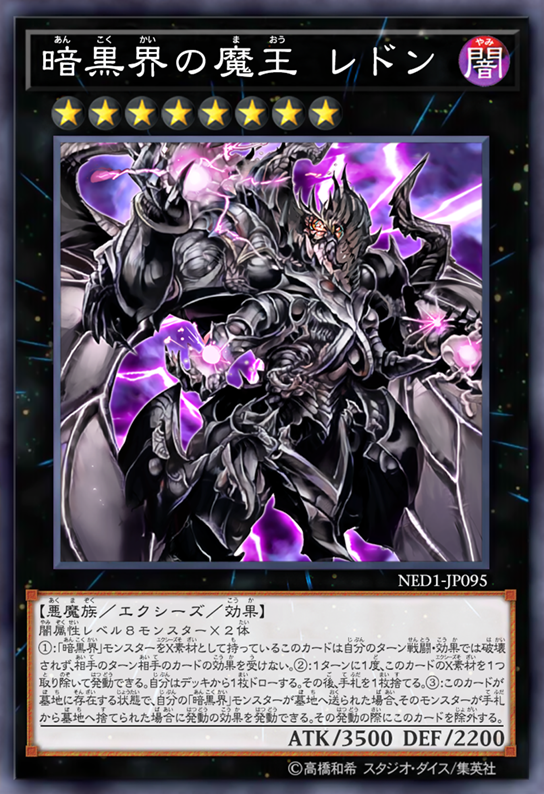 暗黒界の魔王 レドン
闇
NED1-JP095
【悪魔族/エクシーズ/効果】
闇属性レベル8モンスター×2体
①:「暗黒界」モンスターをX素材として持っているこのカードは自分のターン戦闘・効果では破壊
されず、相手のターン相手のカードの効果を受けない。②:1ターンに1度、このカードのX素材を1つ
取り除いて発動できる。自分はデッキから1枚ドローする。その後、手札を1枚捨てる。③:このカードが
墓地に存在する状態で、自分の「暗黒界」モンスターが墓地へ送られた場合、そのモンスターが手札
から墓地へ捨てられた場合に発動の効果を発動できる。その発動の際にこのカードを除外する。
ATK/3500 DEF/2200
©高橋和希 スタジオ・ダイス/集英社